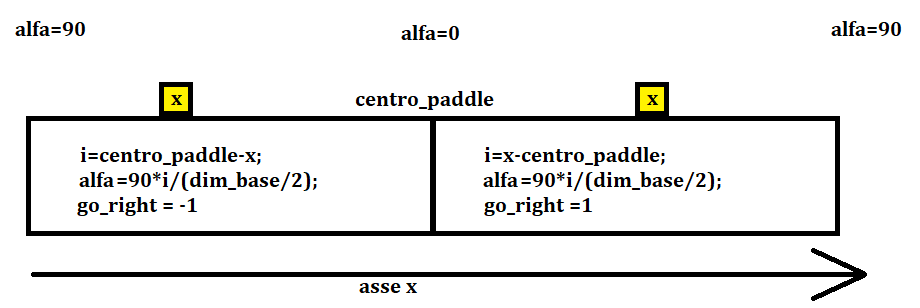 alfa=90
alfa=0
alfa=90
x
centro_paddle
x
i=centro_paddle-x;
alfa=90*i/(dim_base/2);
go_right = -1
i=x-centro_paddle;
alfa=90*i/(dim_base/2);
go_right =1
asse x